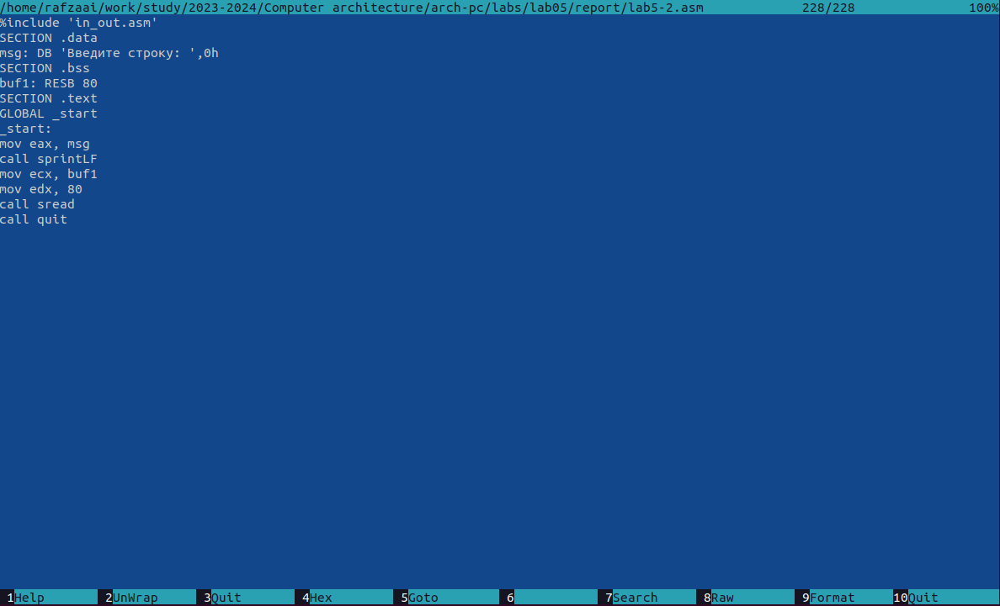 /home/rafzaai/work/study/2023-2024/Computer architecture/arch-pc/labs/lab05/report/lab5-2.asm 228/228 100%
%include 'in_out.asm'
SECTION .data
msg: DB 'Введите строку: ',0h
SECTION .bss
buf1: RESB 80
SECTION .text
GLOBAL _start
_start:
mov eax, msg
call sprintLF
mov ecx, buf1
mov edx, 80
call sread
call quit
1Help 2UnWrap 3Quit 4Hex 5Goto 6 7Search 8Raw 9Format 10Quit